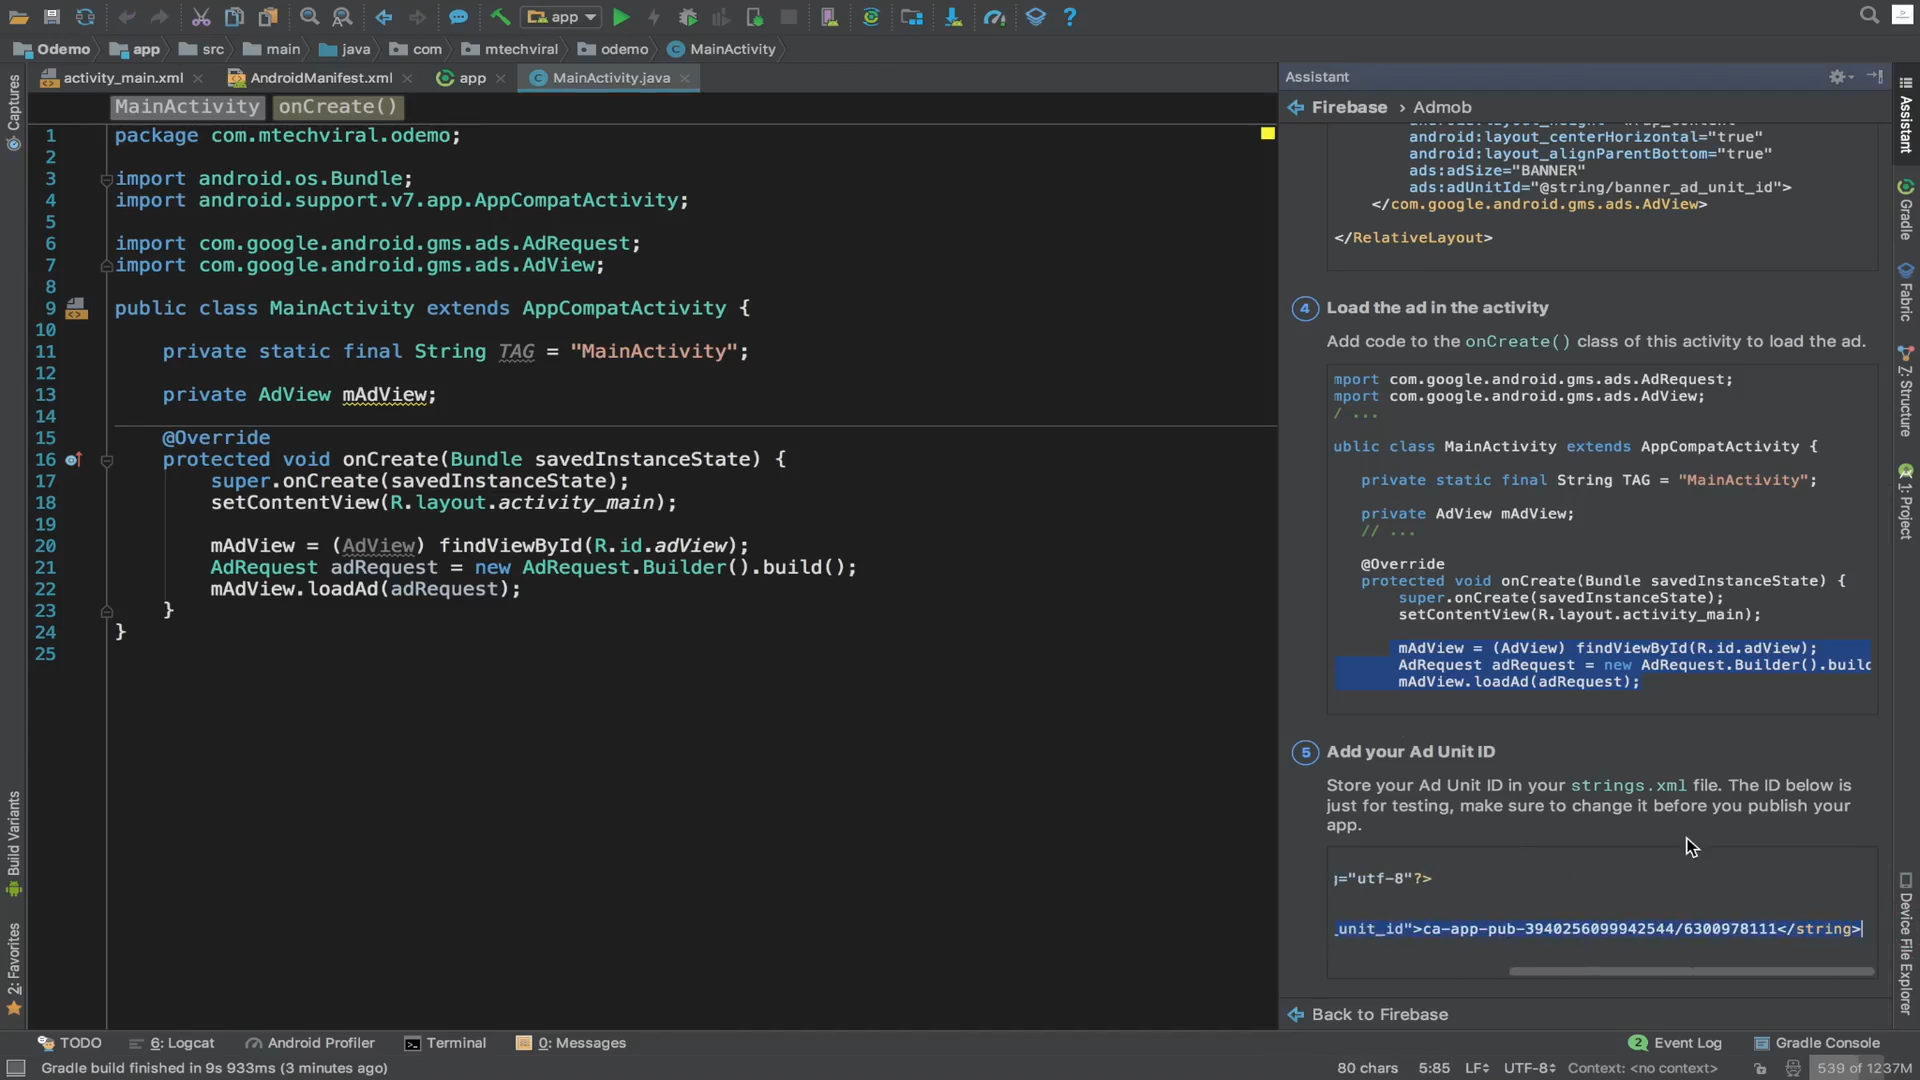 app
Odemo
app
src
main
java
com
mtechviral
odemo
MainActivity
activity_main.xml
AndroidManifest.xml
app
MainActivity.java
MainActivity onCreate()
1 package com.mtechviral.odemo;
2
3 import android.os.Bundle;
4 import android.support.v7.app.AppCompatActivity;
5
6 import com.google.android.gms.ads.AdRequest;
7 import com.google.android.gms.ads.AdView;
8
9 public class MainActivity extends AppCompatActivity {
10
11 private static final String TAG = "MainActivity";
12
13 private AdView mAdView;
14
15 @Override
16 protected void onCreate(Bundle savedInstanceState) {
17 super.onCreate(savedInstanceState);
18 setContentView(R.layout.activity_main);
19
20 mAdView = (AdView) findViewById(R.id.adView);
21 AdRequest adRequest = new AdRequest.Builder().build();
22 mAdView.loadAd(adRequest);
23 }
24 }
25
Captures
Build Variants
2: Favorites
Assistant
Firebase › Admob
android:layout_centerHorizontal="true"
android:layout_alignParentBottom="true"
ads:adSize="BANNER"
ads:adUnitId="@string/banner_ad_unit_id">
</com.google.android.gms.ads.AdView>
</RelativeLayout>
4 Load the ad in the activity
Add code to the onCreate() class of this activity to load the ad.
mport com.google.android.gms.ads.AdRequest;
mport com.google.android.gms.ads.AdView;
/ ...
ublic class MainActivity extends AppCompatActivity {
private static final String TAG = "MainActivity";
private AdView mAdView;
// ...
@Override
protected void onCreate(Bundle savedInstanceState) {
super.onCreate(savedInstanceState);
setContentView(R.layout.activity_main);
mAdView = (AdView) findViewById(R.id.adView);
AdRequest adRequest = new AdRequest.Builder().build
mAdView.loadAd(adRequest);
5 Add your Ad Unit ID
Store your Ad Unit ID in your strings.xml file. The ID below is
just for testing, make sure to change it before you publish your
app.
="utf-8"?>
_unit_id">ca-app-pub-3940256099942544/6300978111</string>
Back to Firebase
Assistant
Gradle
Fabric
Z: Structure
1: Project
Device File Explorer
TODO
6: Logcat
Android Profiler
Terminal
0: Messages
2 Event Log
Gradle Console
Gradle build finished in 9s 933ms (3 minutes ago)
80 chars
5:85
LF
UTF-8
Context: <no context>
539 of 1237M